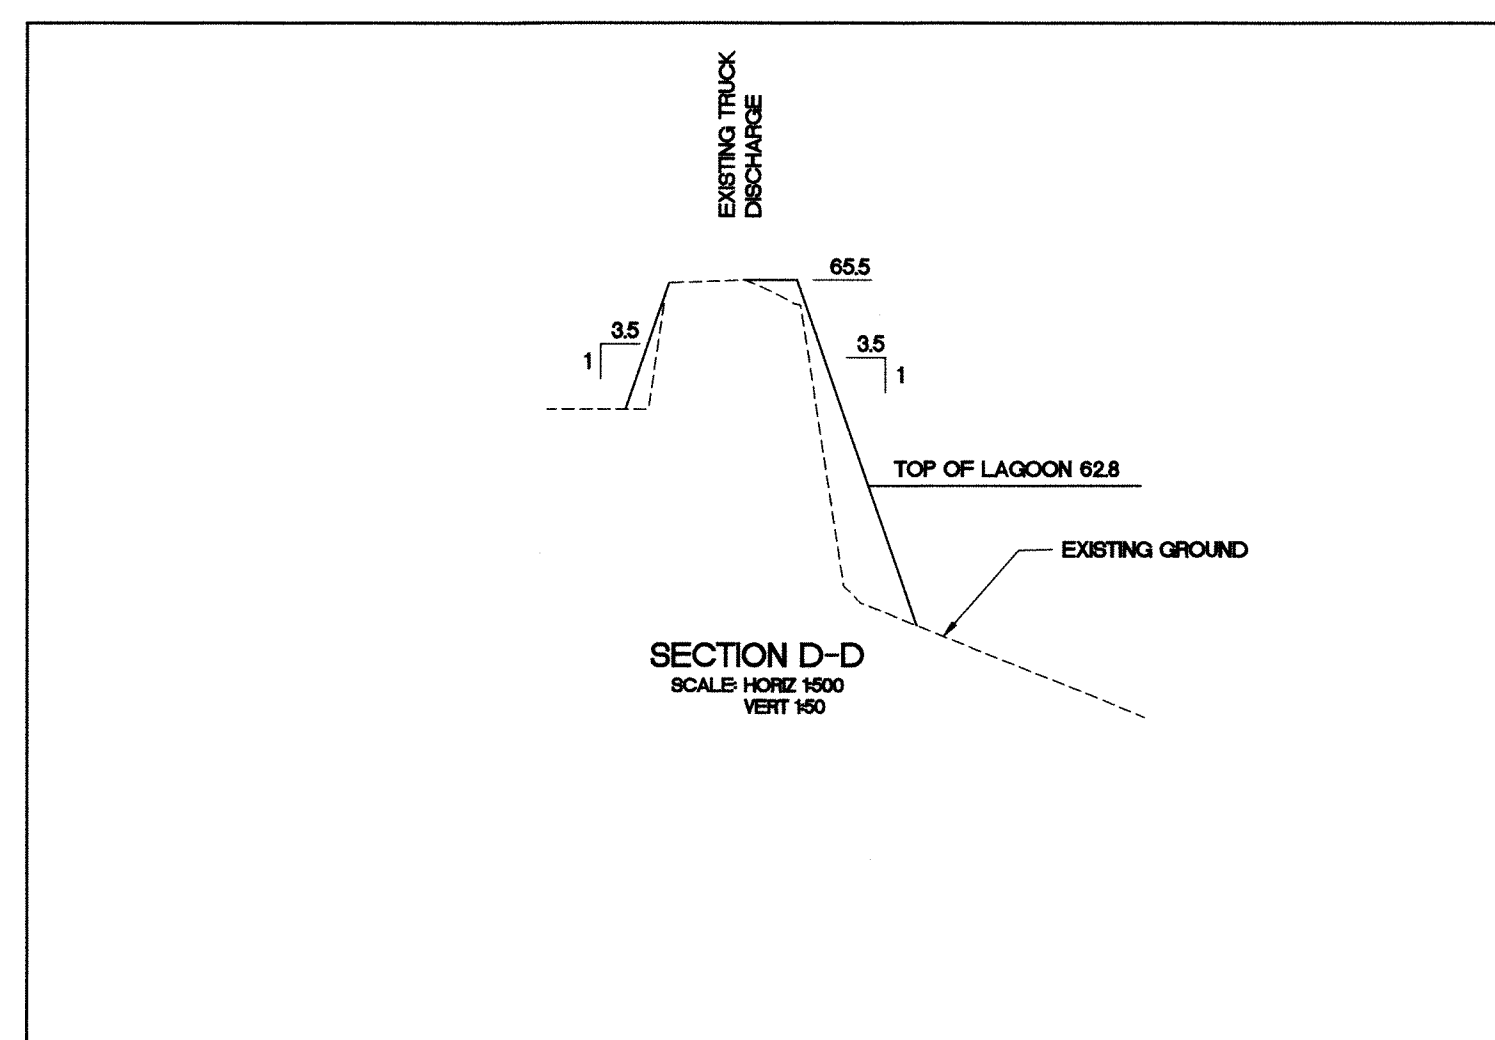 EXISTING TRUCK
DISCHARGE
65.5
3.5
1
3.5
1
TOP OF LAGOON 62.8
EXISTING GROUND
SECTION D-D
SCALE: HORIZ 1:500
VERT 1:50